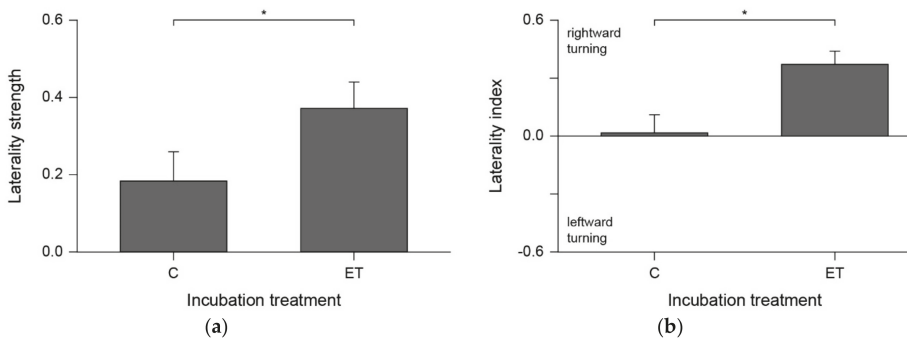 0.6
0.4
0.2
0.0
Laterality strength
*
C
ET
Incubation treatment
(a)
0.6
0.0
-0.6
Laterality index
rightward
turning
leftward
turning
*
C
ET
Incubation treatment
(b)